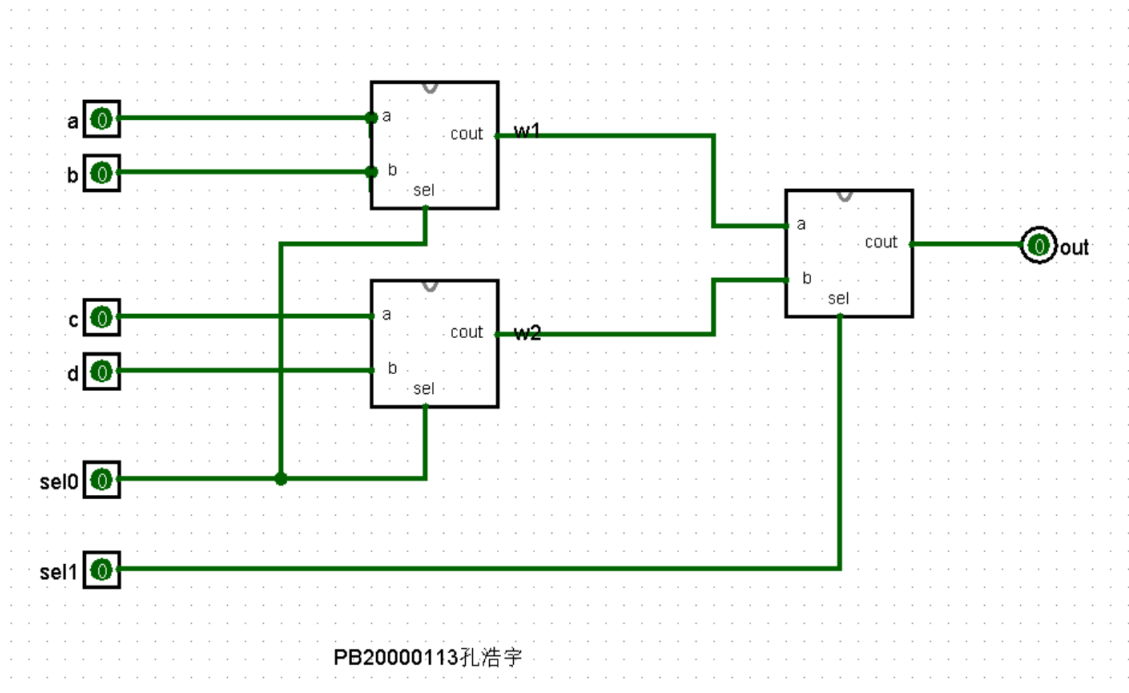 a 0
a
cout
w1
b 0
b
sel
a
cout
out
b
sel
c 0
a
cout
w2
d 0
b
sel
sel0 0
sel1 0
0
PB20000113孔浩宇